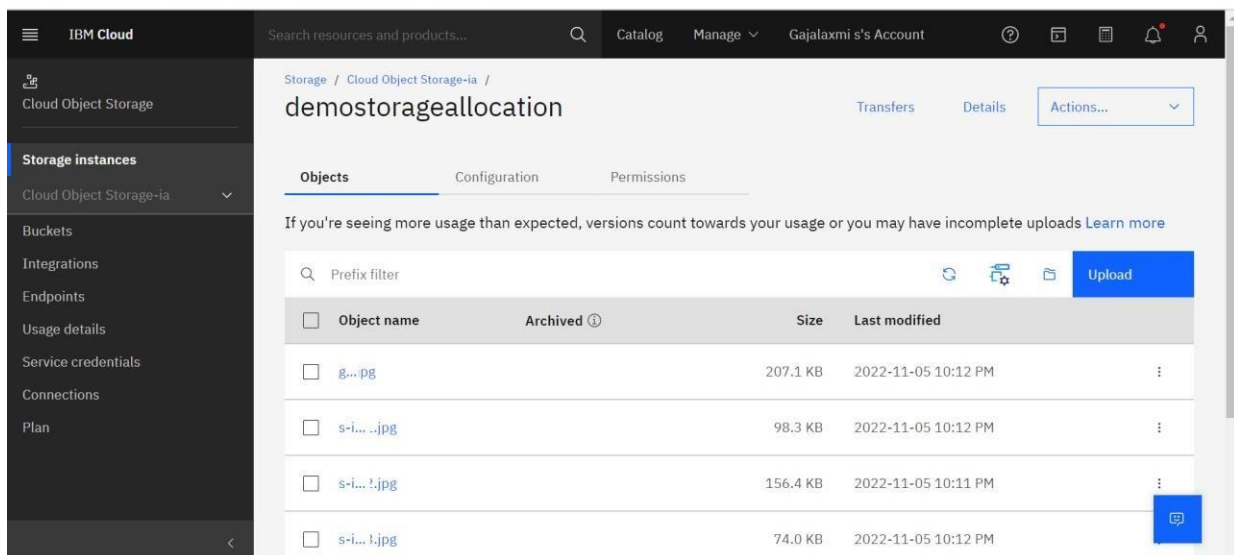 IBM Cloud
Search resources and products...
Catalog
Manage
Gajalaxmi s's Account
Cloud Object Storage
Storage instances
Cloud Object Storage-ia
Buckets
Integrations
Endpoints
Usage details
Service credentials
Connections
Plan
Storage / Cloud Object Storage-ia /
demostorageallocation
Transfers
Details
Actions...
Objects
Configuration
Permissions
If you're seeing more usage than expected, versions count towards your usage or you may have incomplete uploads Learn more
Prefix filter
Upload
Object name Archived Size Last modified
207.1 KB 2022-11-05 10:12 PM
s-i... ..jpg 98.3 KB 2022-11-05 10:12 PM
s-i... 156.4 KB 2022-11-05 10:11 PM
s-i... 74.0 KB 2022-11-05 10:12 PM